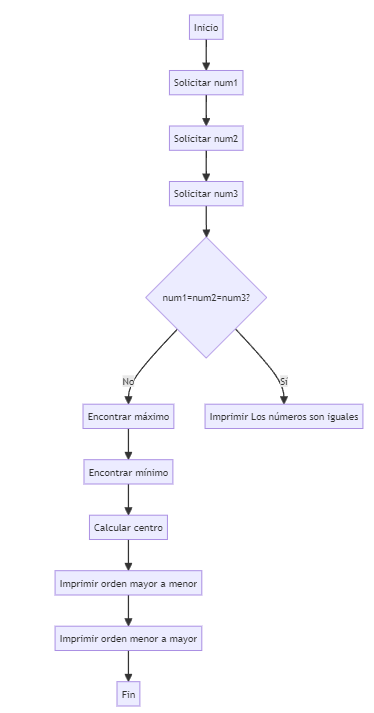 Inicio
Solicitar num1
Solicitar num2
Solicitar num3
num1=num2=num3?
No
Sí
Encontrar máximo
Imprimir Los números son iguales
Encontrar mínimo
Calcular centro
Imprimir orden mayor a menor
Imprimir orden menor a mayor
Fin